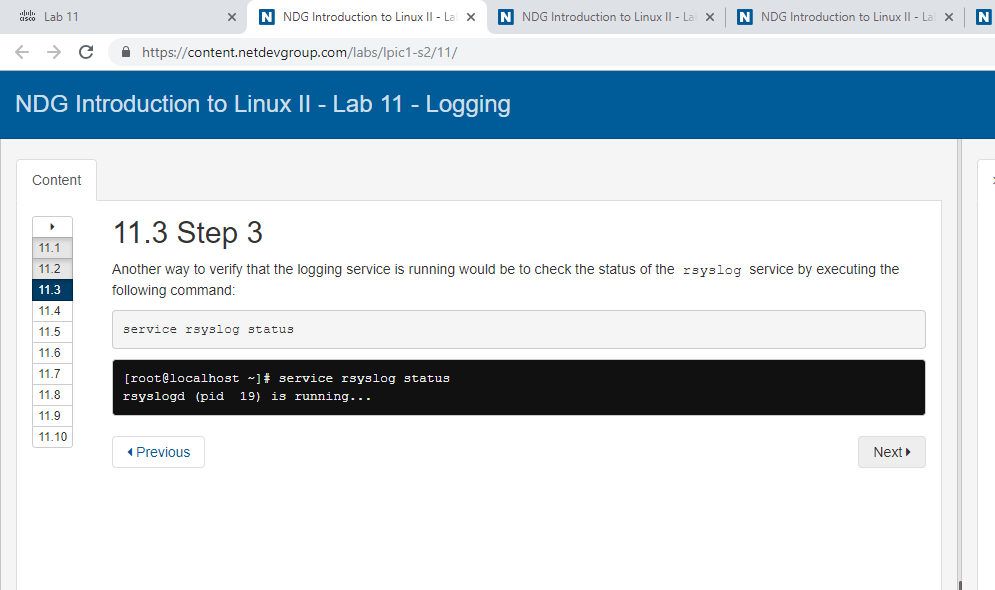 Lab 11
NDG Introduction to Linux II - La
NDG Introduction to Linux II - La
NDG Introduction to Linux II - La
https://content.netdevgroup.com/labs/lpic1-s2/11/
NDG Introduction to Linux II - Lab 11 - Logging
Content
11.1
11.2
11.3
11.4
11.5
11.6
11.7
11.8
11.9
11.10
11.3 Step 3
Another way to verify that the logging service is running would be to check the status of the rsyslog service by executing the
following command:
service rsyslog status
[root@localhost ~]# service rsyslog status
rsyslogd (pid  19) is running...
Previous
Next